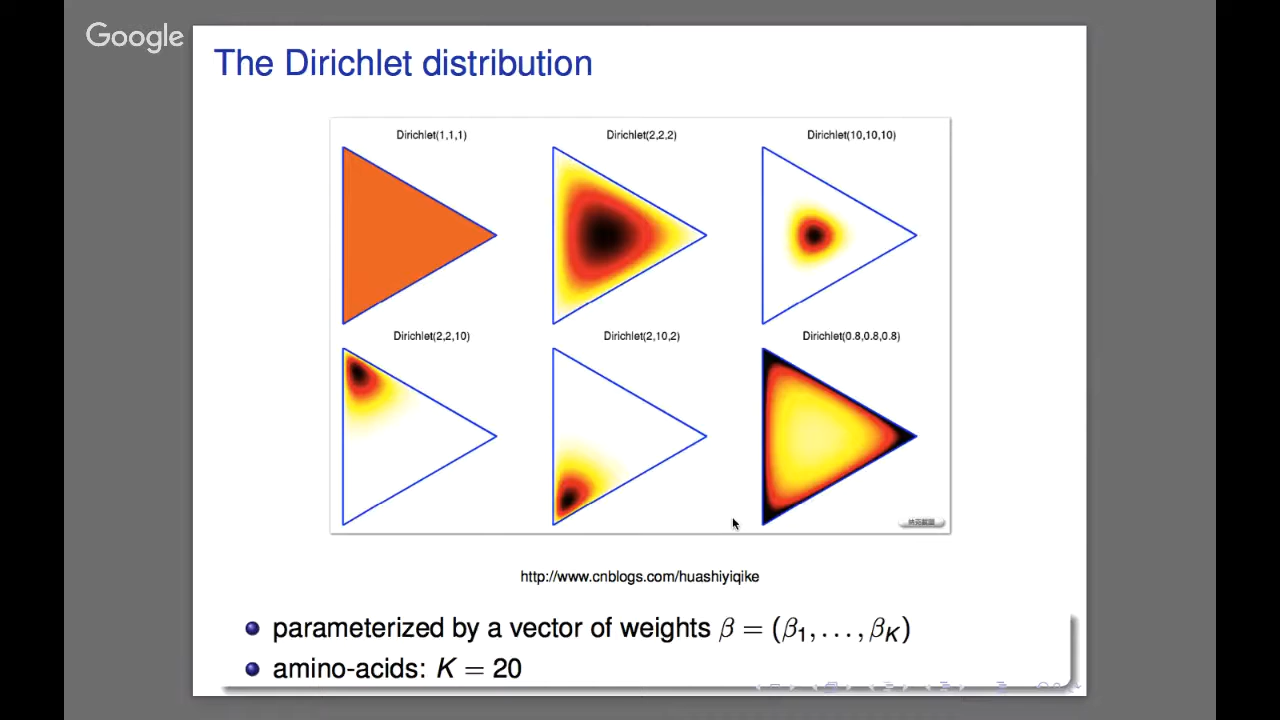 Google
The Dirichlet distribution
Dirichlet(1,1,1)
Dirichlet(2,2,2)
Dirichlet(10,10,10)
Dirichlet(2,2,10)
Dirichlet(2,10,2)
Dirichlet(0.8,0.8,0.8)
http://www.cnblogs.com/huashiyiqike
parameterized by a vector of weights β = (β₁, . . . , βK)
amino-acids: K = 20